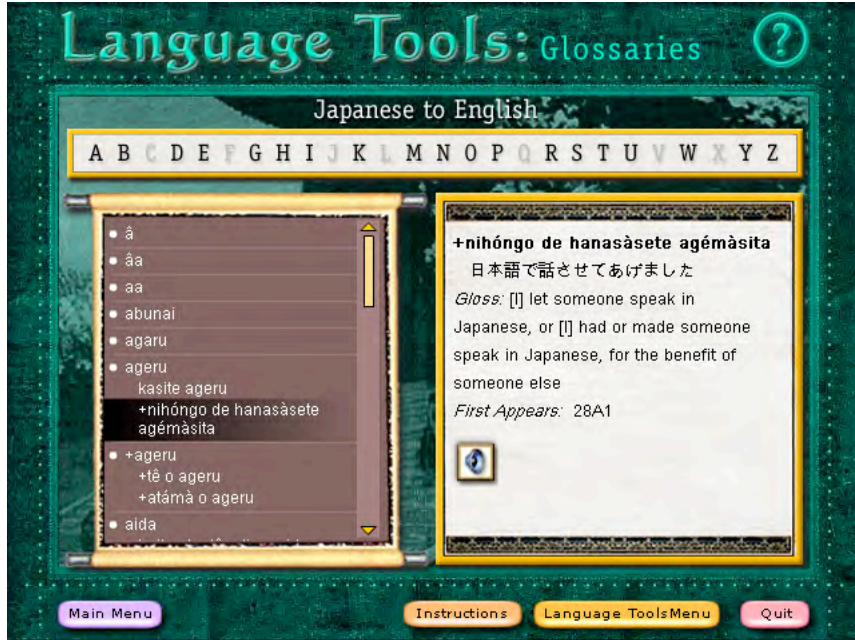 Language Tools: Glossaries ?
Japanese to English
A B C D E F G H I J K L M N O P Q R S T U V W X Y Z
â
âa
aa
abunai
agaru
ageru
kasite ageru
+nihóngo de hanasàsete
agémàsita
+ageru
+tê o ageru
+atámà o ageru
aida
+nihóngo de hanasàsete agémàsita
日本語で話させてあげました
Gloss: [I] let someone speak in
Japanese, or [I] had or made someone
speak in Japanese, for the benefit of
someone else
First Appears: 28A1
Main Menu
Instructions
Language ToolsMenu
Quit